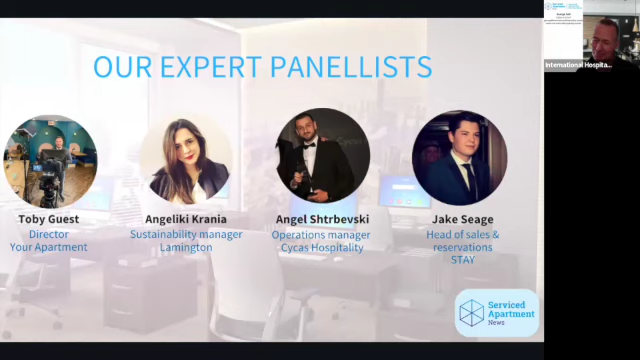 OUR EXPERT PANELLISTS
Toby Guest
Director
Your Apartment
Angeliki Krania
Sustainability manager
Lamington
Angel Shtrbevski
Operations manager
Cycas Hospitality
Jake Seage
Head of sales &
reservations
STAY
Serviced
Apartment
News
International Hospita...